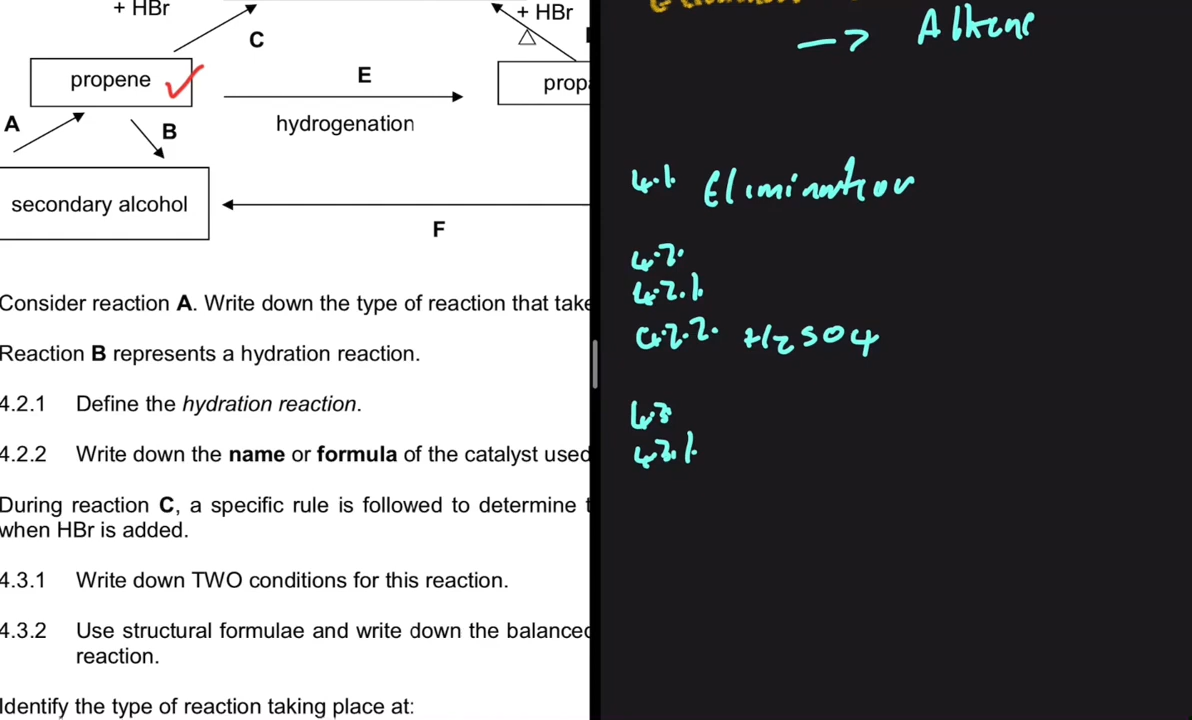 + HBr
+ HBr
C
propene
E
A
B
hydrogenation
secondary alcohol
F
Consider reaction A. Write down the type of reaction that take
Reaction B represents a hydration reaction.
4.2.1 Define the hydration reaction.
4.2.2 Write down the name or formula of the catalyst used
During reaction C, a specific rule is followed to determine
when HBr is added.
4.3.1 Write down TWO conditions for this reaction.
4.3.2 Use structural formulae and write down the balanced
reaction.
Identify the type of reaction taking place at:
→ Alkene
4.1 Elimination
4.2
4.2.1
4.2.2. H2SO4
4.3
4.3.1